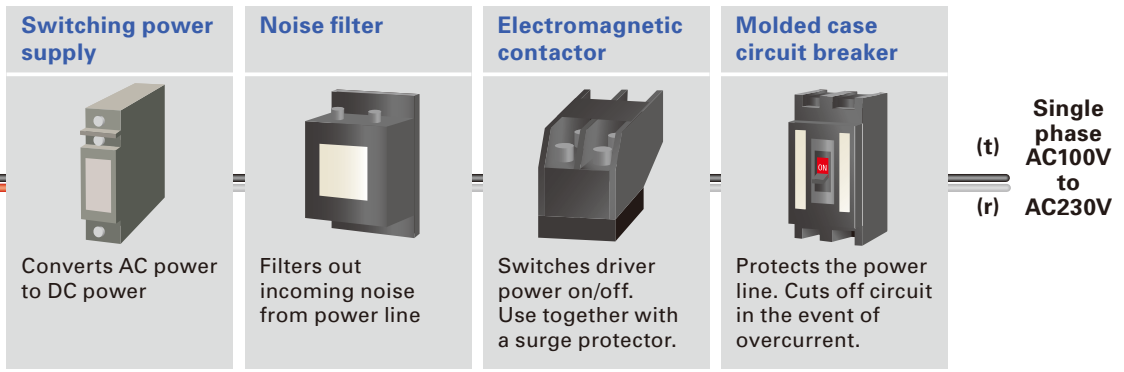 Switching power
supply
Converts AC power
to DC power
Noise filter
Filters out
incoming noise
from power line
Electromagnetic
contactor
Switches driver
power on/off.
Use together with
a surge protector.
Molded case
circuit breaker
ON
Protects the power
line. Cuts off circuit
in the event of
overcurrent.
(t)
(r)
Single
phase
AC100V
to
AC230V